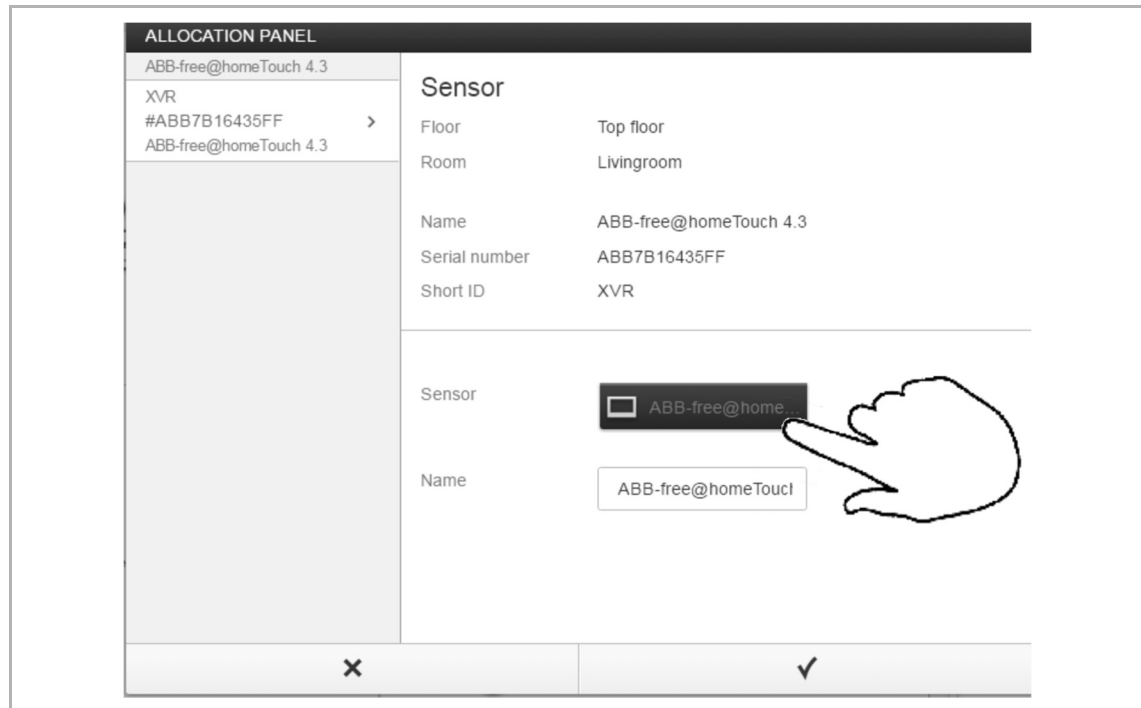 ALLOCATION PANEL
ABB-free@homeTouch 4.3
XVR
#ABB7B16435FF
ABB-free@homeTouch 4.3
Sensor
Floor Top floor
Room Livingroom
Name ABB-free@homeTouch 4.3
Serial number ABB7B16435FF
Short ID XVR
Sensor ABB-free@home...
Name ABB-free@homeTouch